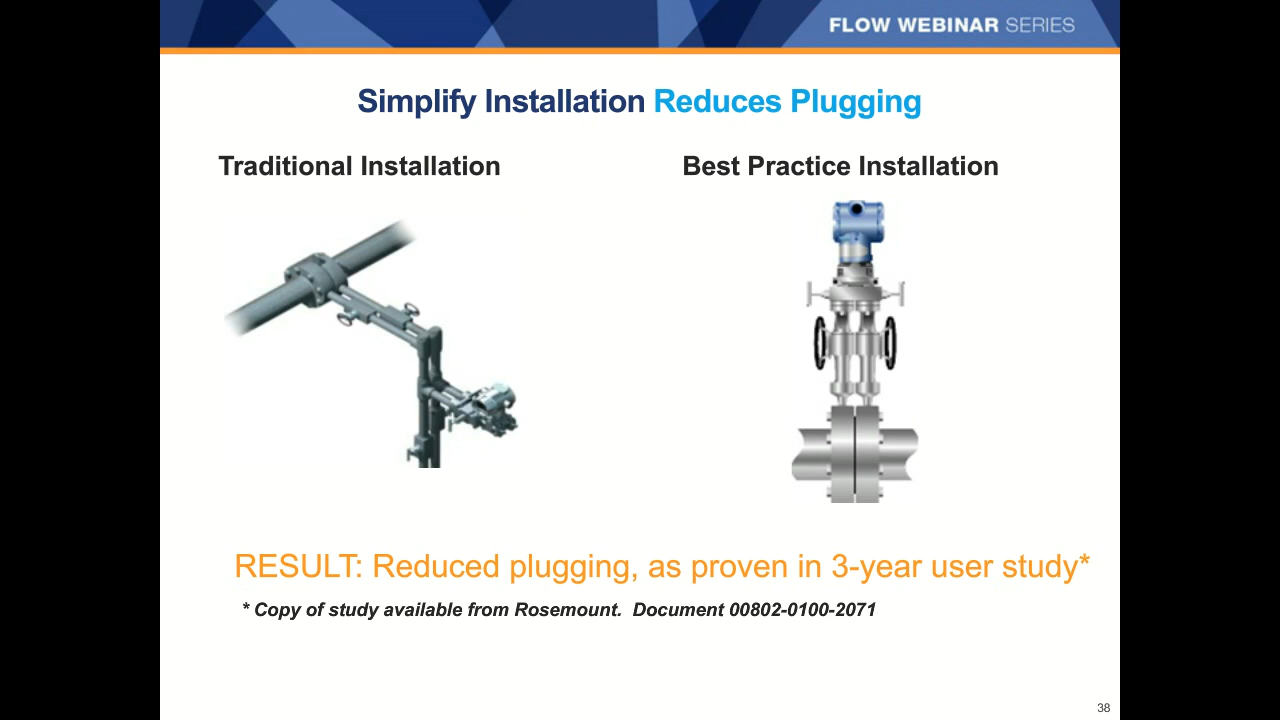 FLOW WEBINAR SERIES
Simplify Installation Reduces Plugging
Traditional Installation
Best Practice Installation
RESULT: Reduced plugging, as proven in 3-year user study*
* Copy of study available from Rosemount. Document 00802-0100-2071
38